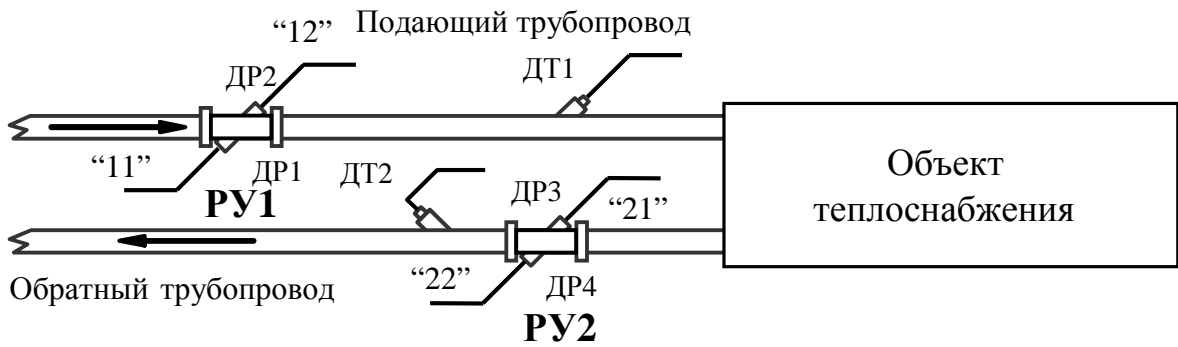 “12”
Подающий трубопровод
ДР2
ДТ1
“11”
ДР1
РУ1
Объект
теплоснабжения
ДТ2
ДР3
“21”
“22”
ДР4
Обратный трубопровод
РУ2